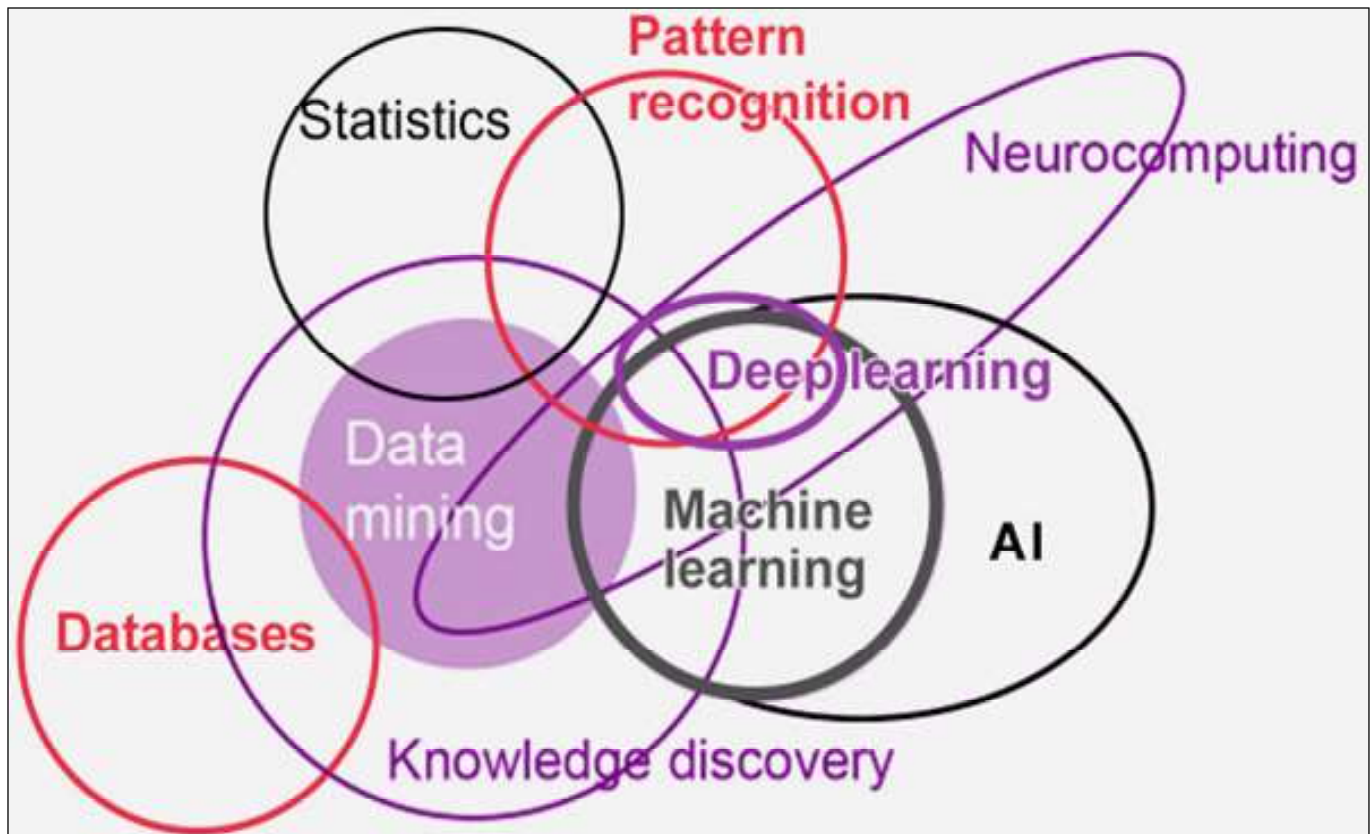 Pattern
recognition
Statistics
Neurocomputing
Deep learning
Data
mining
Machine
learning
AI
Databases
Knowledge discovery